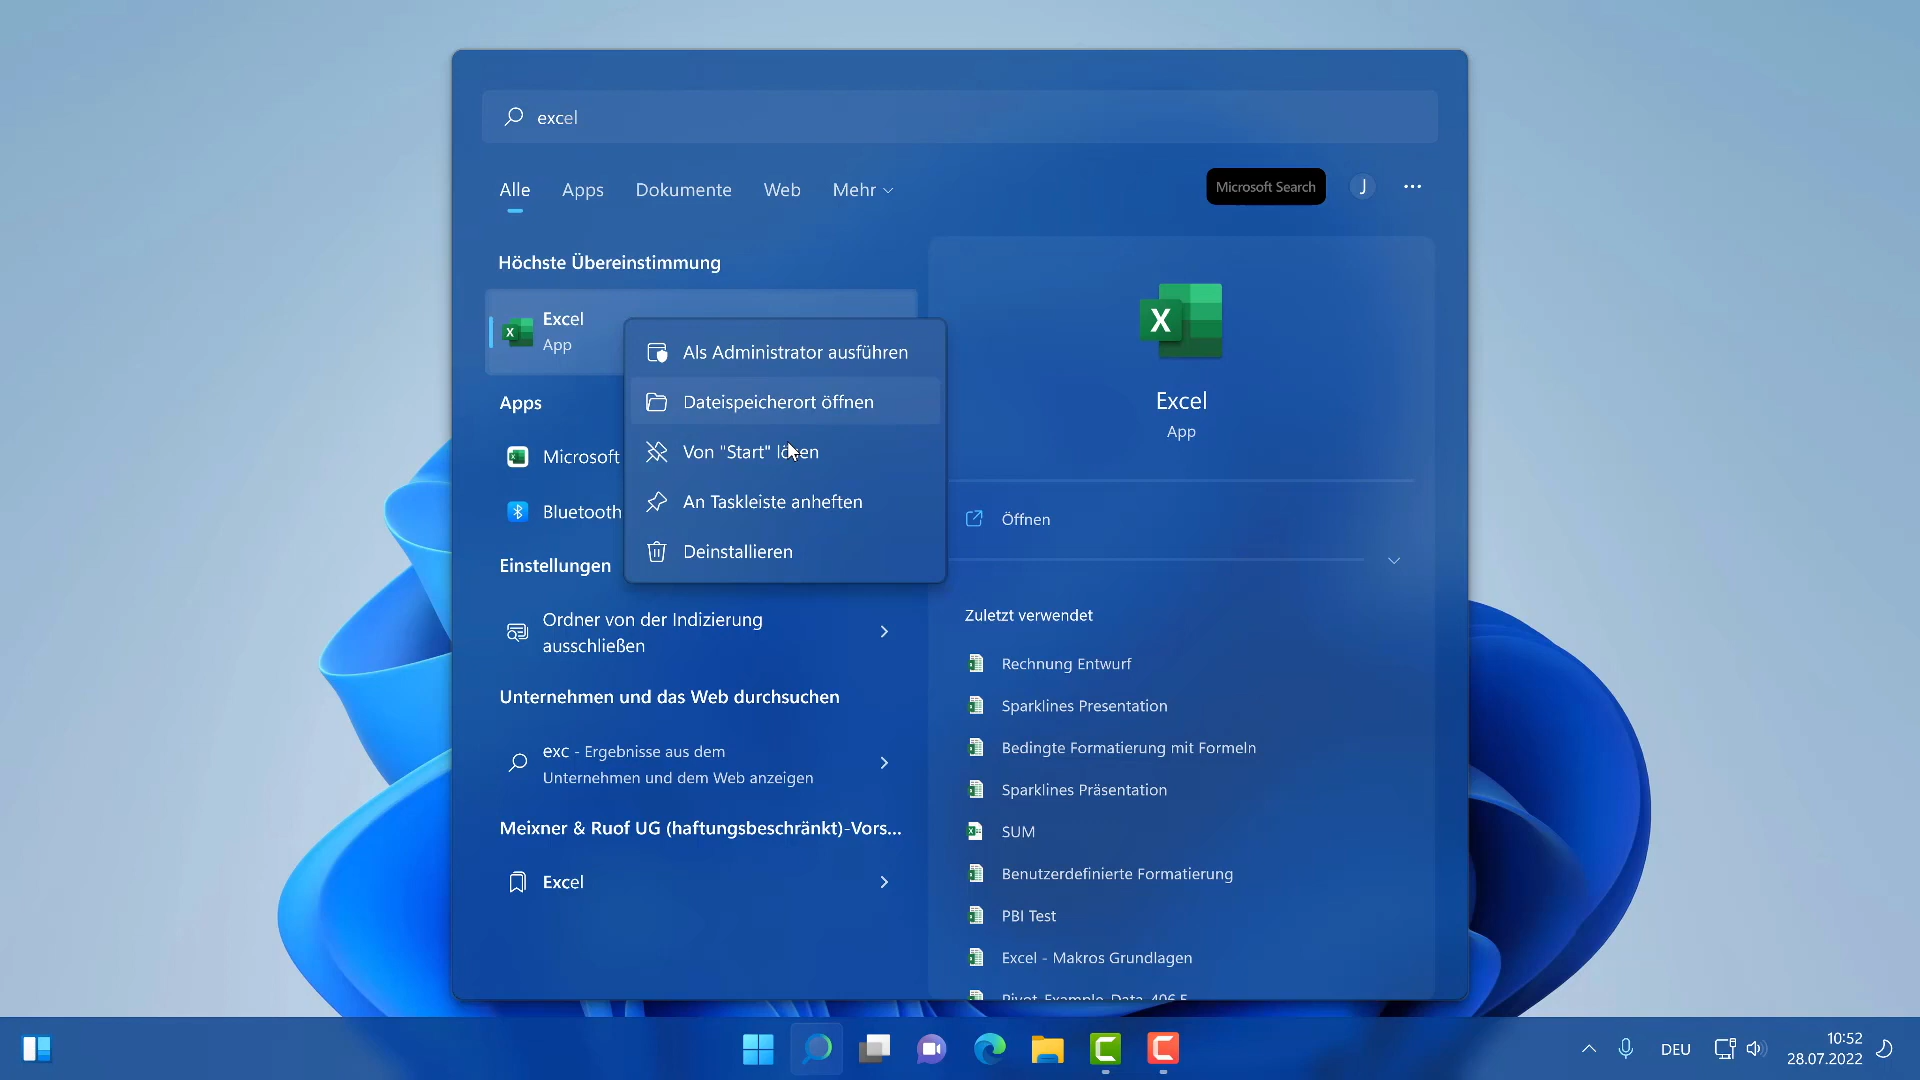 excel
Alle Apps Dokumente Web Mehr
Microsoft Search
J
Höchste Übereinstimmung
Excel
App
Apps
Microsoft
Bluetooth
Einstellungen
Ordner von der Indizierung
ausschließen
Unternehmen und das Web durchsuchen
exc - Ergebnisse aus dem
Unternehmen und dem Web anzeigen
Meixner & Ruof UG (haftungsbeschränkt)-Vors...
Excel
Als Administrator ausführen
Dateispeicherort öffnen
Von "Start" lösen
An Taskleiste anheften
Deinstallieren
X
Excel
App
Öffnen
Zuletzt verwendet
Rechnung Entwurf
Sparklines Presentation
Bedingte Formatierung mit Formeln
Sparklines Präsentation
SUM
Benutzerdefinierte Formatierung
PBI Test
Excel - Makros Grundlagen
DEU
10:52
28.07.2022